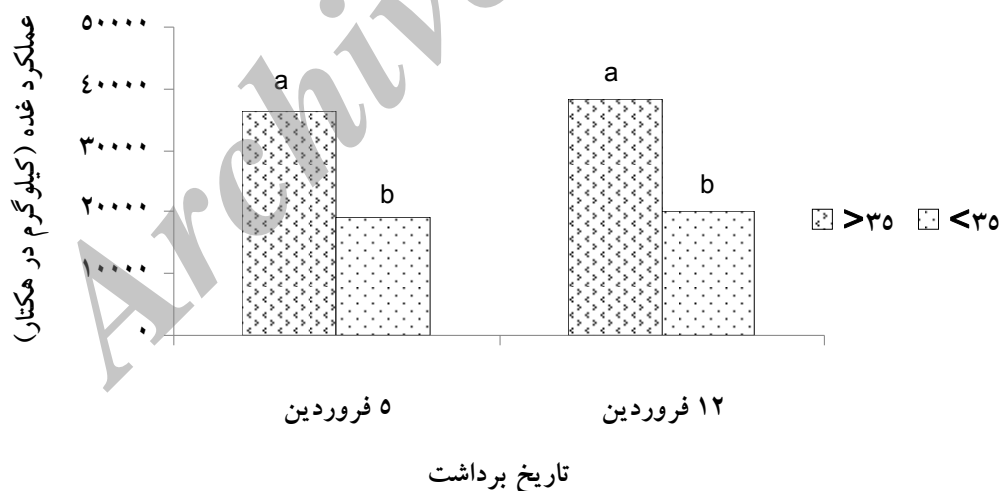 عملکرد غده (کیلوگرم در هکتار)
۵۰۰۰۰
۴۰۰۰۰
۳۰۰۰۰
۲۰۰۰۰
۱۰۰۰۰
۰
a
b
a
b
>۳۵
<۳۵
۵ فروردین
۱۲ فروردین
تاریخ برداشت
Archive